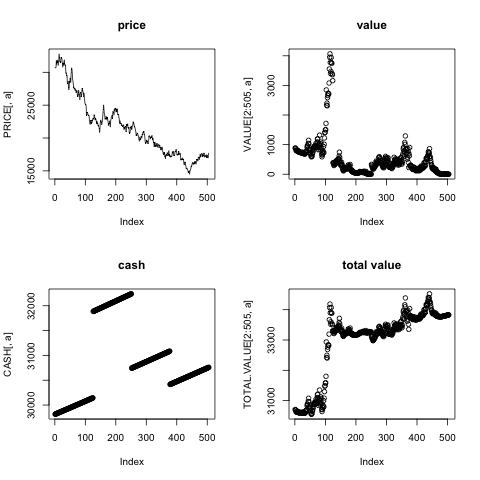 price
PRICE[, a]
15000 25000
0 100 200 300 400 500
Index
value
VALUE[2:505, a]
0 1000 3000
0 100 200 300 400 500
Index
cash
CASH[, a]
30000 31000 32000
0 100 200 300 400 500
Index
total value
TOTAL.VALUE[2:505, a]
31000 33000
0 100 200 300 400 500
Index